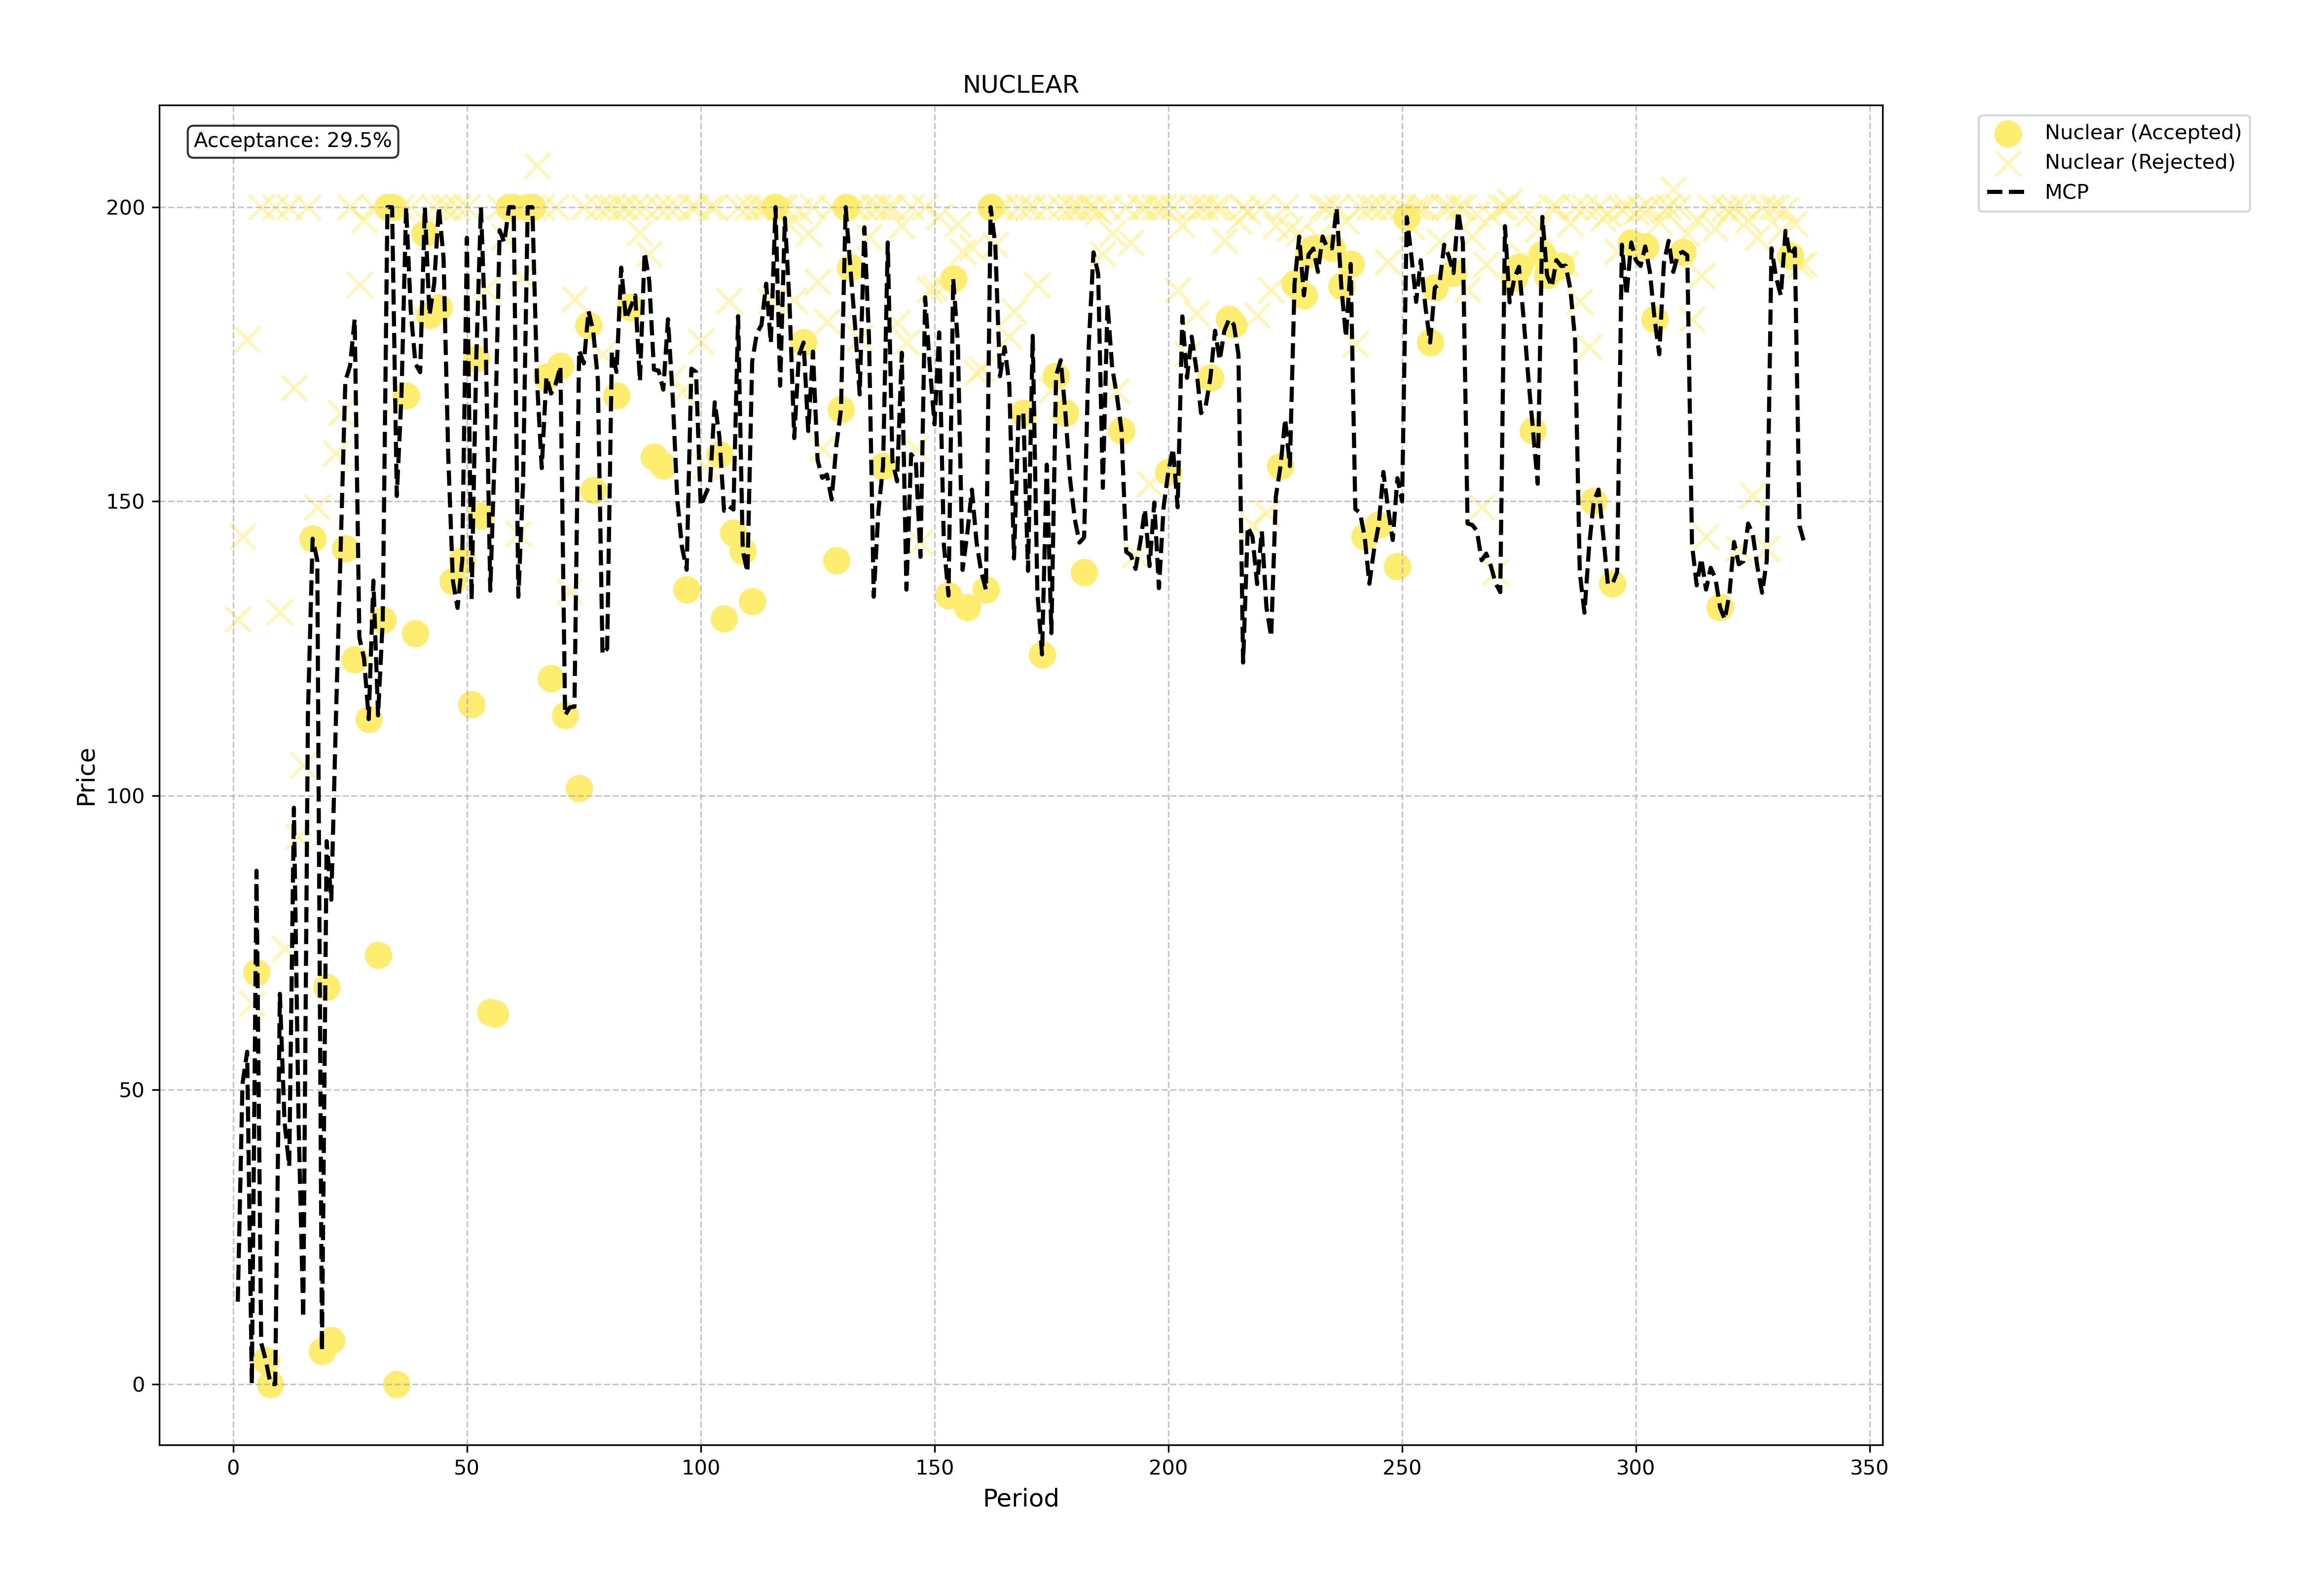 NUCLEAR
Acceptance: 29.5%
Nuclear (Accepted)
Nuclear (Rejected)
MCP
Price
200
150
100
50
0
0 50 100 150 200 250 300 350
Period